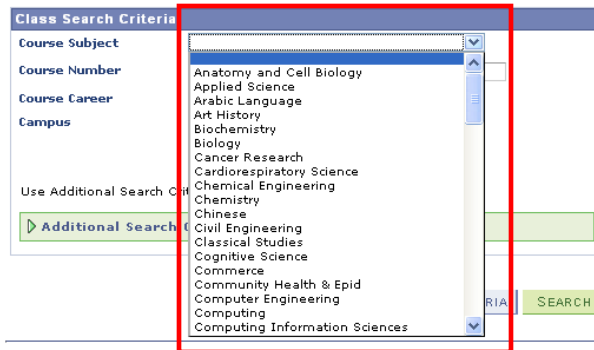 Class Search Criteria
Course Subject
Course Number
Course Career
Campus
Anatomy and Cell Biology
Applied Science
Arabic Language
Art History
Biochemistry
Biology
Cancer Research
Cardiorespiratory Science
Chemical Engineering
Chemistry
Chinese
Civil Engineering
Classical Studies
Cognitive Science
Commerce
Community Health & Epid
Computer Engineering
Computing
Computing Information Sciences
Use Additional Search Crit
Additional Search
RIA
SEARCH